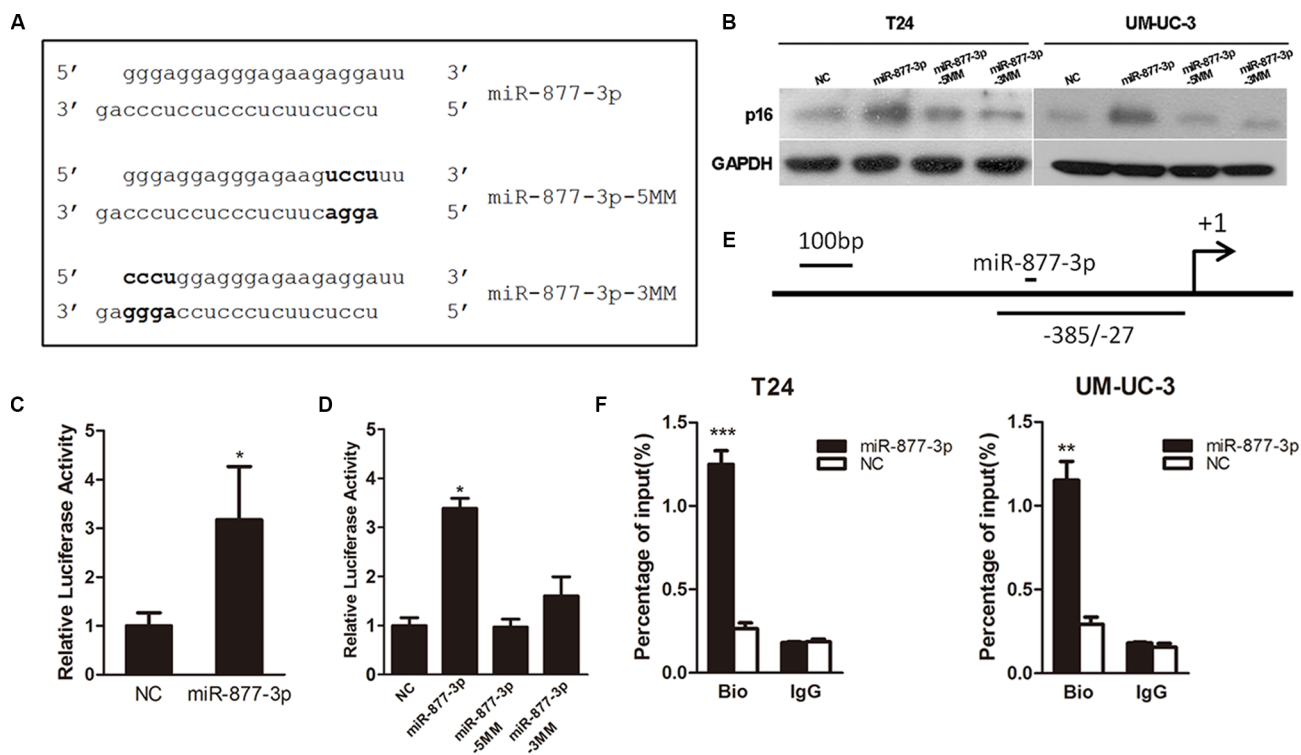 A
5’ gggaggagggagaagaggauu 3’
3’ gacccuccucccucuucuccu 5’
miR-877-3p
5’ gggaggagggagaaguccuuu 3’
3’ gacccuccucccucuucagga 5’
miR-877-3p-5MM
5’ cccuggagggagaagaggauu 3’
3’ gagggaccucccucuucuccu 5’
miR-877-3p-3MM
B
T24
UM-UC-3
NC
miR-877-3p
miR-877-3p
-5MM
miR-877-3p
-3MM
NC
miR-877-3p
miR-877-3p
-5MM
miR-877-3p
-3MM
p16
GAPDH
E
100bp
miR-877-3p
+1
-385/-27
C
Relative Luciferase Activity
5
4
3
2
1
0
*
NC
miR-877-3p
D
Relative Luciferase Activity
5
4
3
2
1
0
*
NC
miR-877-3p
miR-877-3p
-5MM
miR-877-3p
-3MM
F
T24
Percentage of input(%)
1.5
1.0
0.5
0.0
***
miR-877-3p
NC
Bio
IgG
UM-UC-3
Percentage of input(%)
1.5
1.0
0.5
0.0
**
miR-877-3p
NC
Bio
IgG